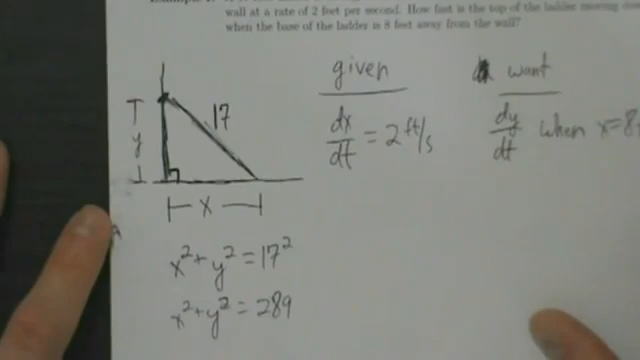 wall at a rate of 2 feet per second. How fast is the top of the ladder moving
when the base of the ladder is 8 feet away from the wall?
given
want
17
y
x
dx/dt = 2 ft/s
dy/dt when x=8
x² + y² = 17²
x² + y² = 289